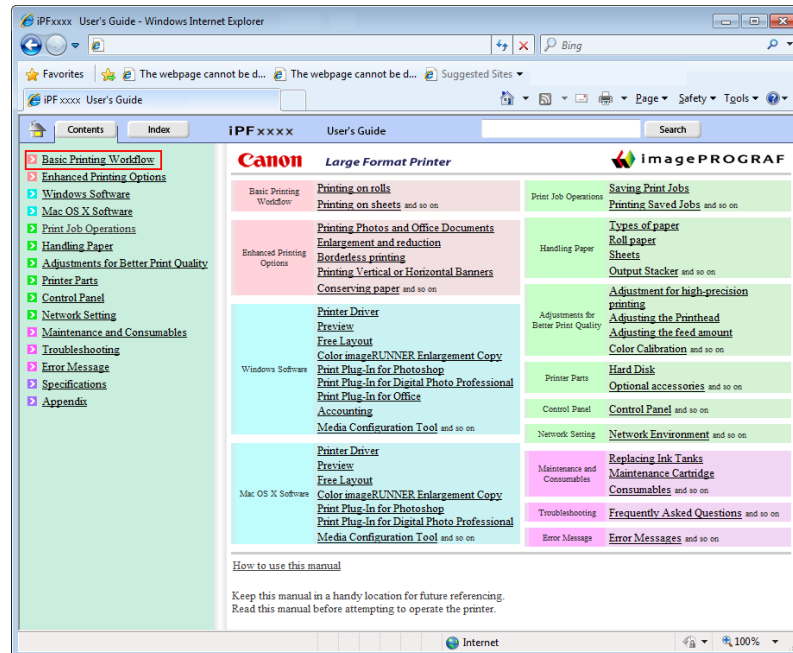 iPFxxxx User's Guide - Windows Internet Explorer
Bing
Favorites
The webpage cannot be d...
The webpage cannot be d...
Suggested Sites
iPF xxxx User's Guide
Page
Safety
Tools
Contents
Index
iPFxxxx
User's Guide
Search
Basic Printing Workflow
Enhanced Printing Options
Windows Software
Mac OS X Software
Print Job Operations
Handling Paper
Adjustments for Better Print Quality
Printer Parts
Control Panel
Network Setting
Maintenance and Consumables
Troubleshooting
Error Message
Specifications
Appendix
Canon Large Format Printer
imagePROGRAF
Basic Printing
Workflow
Printing on rolls
Printing on sheets and so on
Enhanced Printing
Options
Printing Photos and Office Documents
Enlargement and reduction
Borderless printing
Printing Vertical or Horizontal Banners
Conserving paper and so on
Windows Software
Printer Driver
Preview
Free Layout
Color imageRUNNER Enlargement Copy
Print Plug-In for Photoshop
Print Plug-In for Digital Photo Professional
Print Plug-In for Office
Accounting
Media Configuration Tool and so on
Mac OS X Software
Printer Driver
Preview
Free Layout
Color imageRUNNER Enlargement Copy
Print Plug-In for Photoshop
Print Plug-In for Digital Photo Professional
Media Configuration Tool and so on
Print Job Operations
Saving Print Jobs
Printing Saved Jobs and so on
Handling Paper
Types of paper
Roll paper
Sheets
Output Stacker and so on
Adjustments for
Better Print Quality
Adjustment for high-precision
printing
Adjusting the Printhead
Adjusting the feed amount
Color Calibration and so on
Printer Parts
Hard Disk
Optional accessories and so on
Control Panel
Control Panel and so on
Network Setting
Network Environment and so on
Maintenance and
Consumables
Replacing Ink Tanks
Maintenance Cartridge
Consumables and so on
Troubleshooting
Frequently Asked Questions and so on
Error Message
Error Messages and so on
How to use this manual
Keep this manual in a handy location for future referencing.
Read this manual before attempting to operate the printer.
Internet
100%